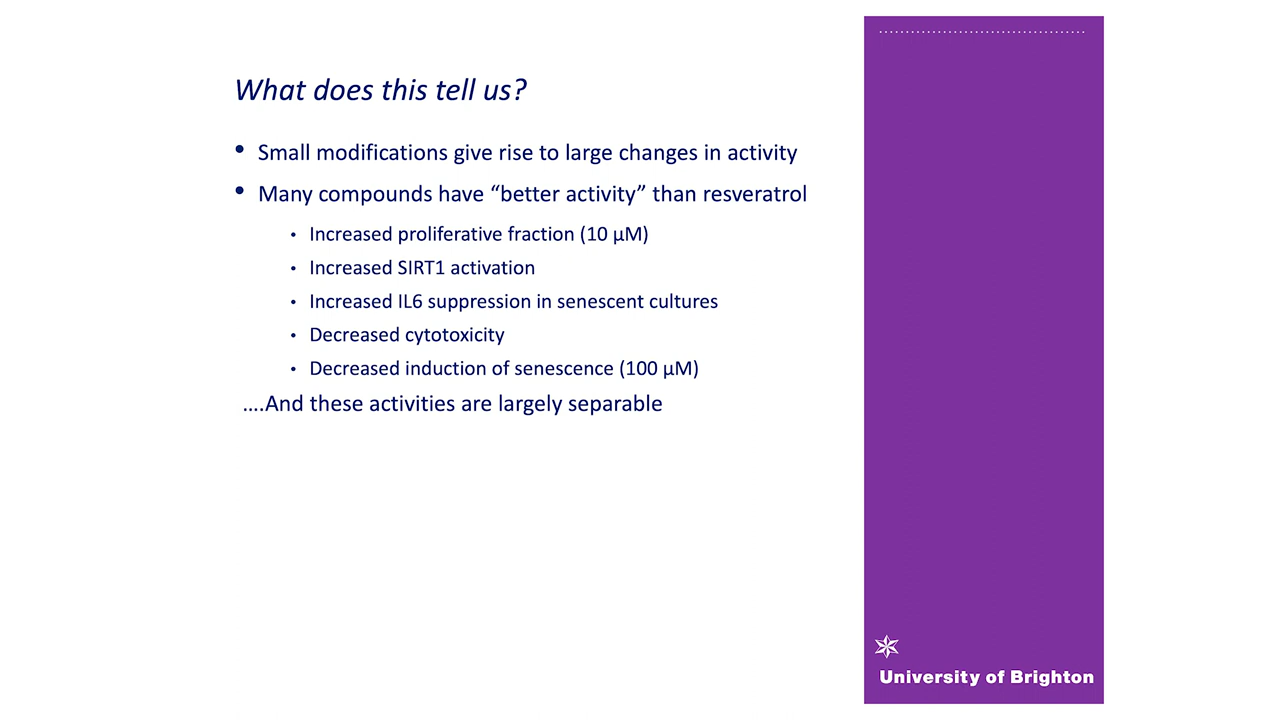 What does this tell us?
• Small modifications give rise to large changes in activity
• Many compounds have “better activity” than resveratrol
• Increased proliferative fraction (10 µM)
• Increased SIRT1 activation
• Increased IL6 suppression in senescent cultures
• Decreased cytotoxicity
• Decreased induction of senescence (100 µM)
....And these activities are largely separable
University of Brighton